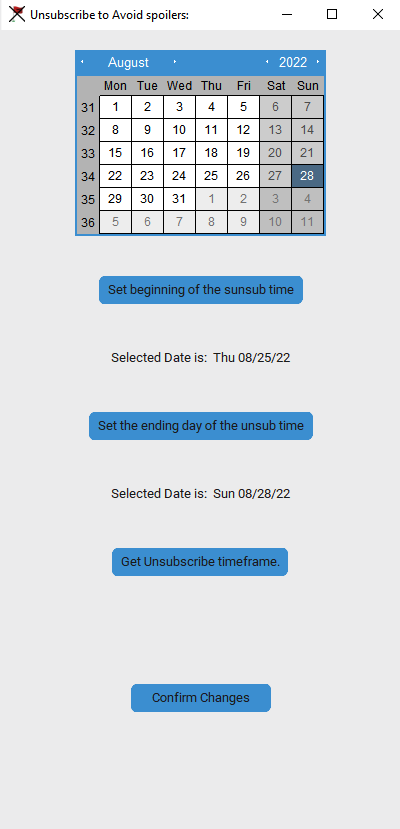 Unsubscribe to Avoid spoilers:
August 2022
Mon Tue Wed Thu Fri Sat Sun
31 1 2 3 4 5 6 7
32 8 9 10 11 12 13 14
33 15 16 17 18 19 20 21
34 22 23 24 25 26 27 28
35 29 30 31 1 2 3 4
36 5 6 7 8 9 10 11
Set beginning of the sunsub time
Selected Date is: Thu 08/25/22
Set the ending day of the unsub time
Selected Date is: Sun 08/28/22
Get Unsubscribe timeframe.
Confirm Changes